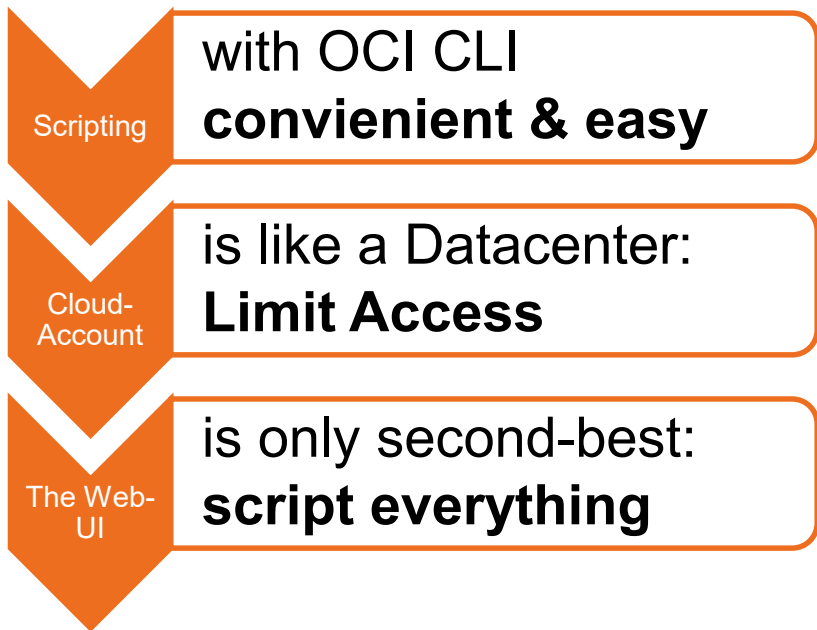 Scripting
with OCI CLI
convienient & easy
Cloud-
Account
is like a Datacenter:
Limit Access
The Web-
UI
is only second-best:
script everything